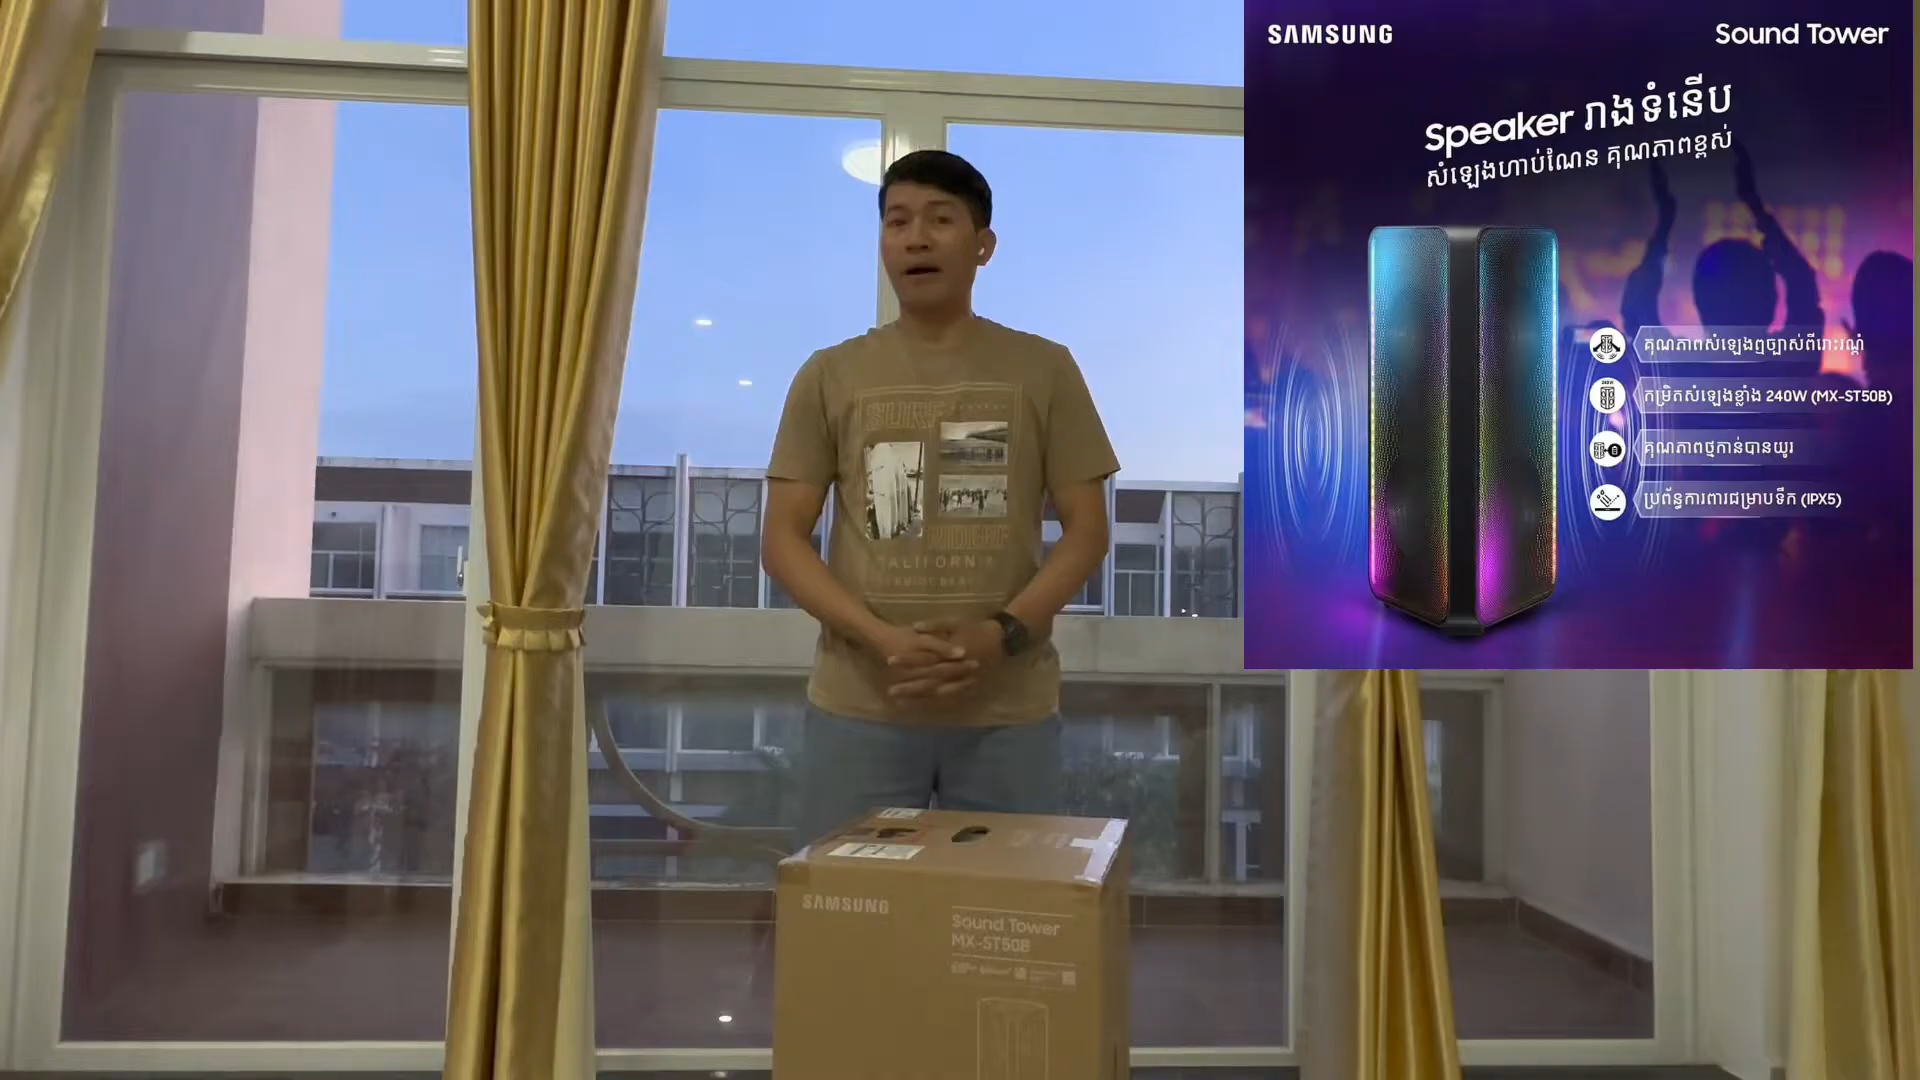 SAMSUNG
Sound Tower
Speaker រាងទំនើប
សំឡេងហាប់ណែន គុណភាពខ្ពស់
គុណភាពសំឡេងឮច្បាស់ពីរោះរណ្តំ
កម្រិតសំឡេងខ្លាំង 240W (MX-ST50B)
គុណភាពថ្មកាន់បានយូរ
ប្រព័ន្ធការពារជម្រាបទឹក (IPX5)
SURF
CALIFORNIA
SAMSUNG
Sound Tower
MX-ST50B